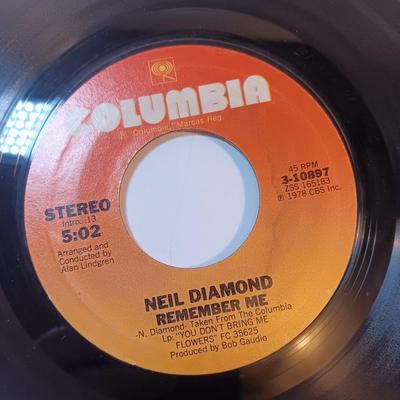 COLUMBIA
® "Columbia," Marcas Reg.
STEREO
Intro. :13
5:02
Arranged and
Conducted by
Alan Lindgren
45 RPM
3-10897
ZSS 165183
℗ 1978 CBS Inc.
NEIL DIAMOND
REMEMBER ME
-N. Diamond- Taken From The Columbia
Lp: "YOU DON'T BRING ME
FLOWERS" FC 35625
Produced by Bob Gaudio